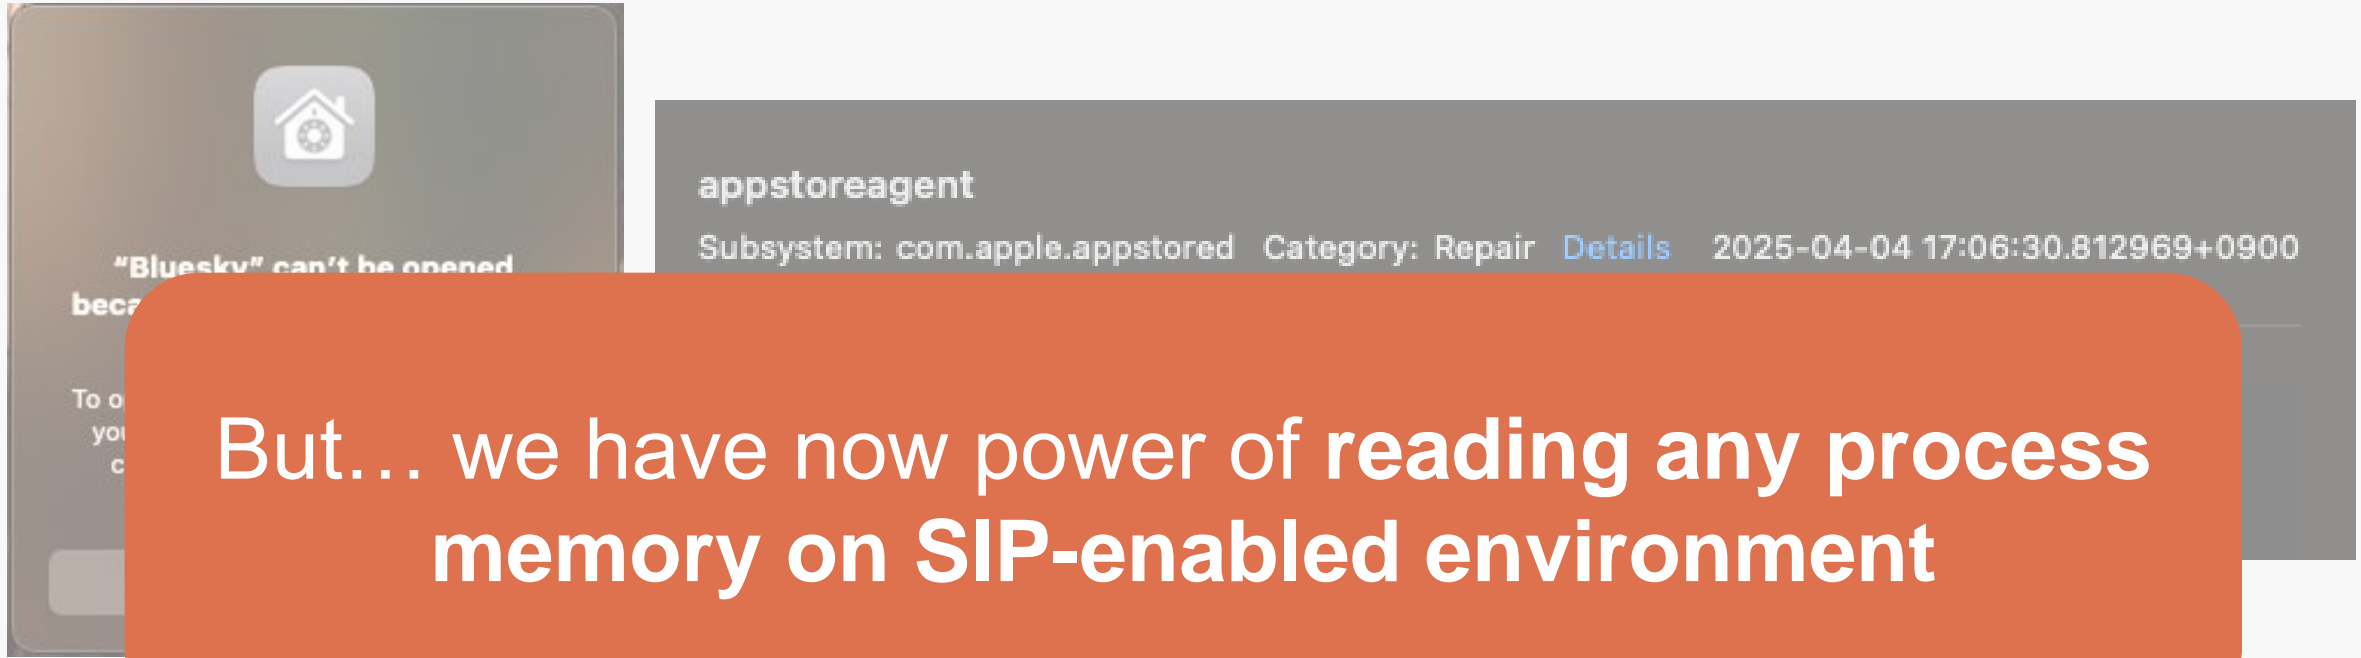 “Bluesky” can’t be opened
appstoreagent
Subsystem: com.apple.appstored Category: Repair Details 2025-04-04 17:06:30.812969+0900
To
But… we have now power of reading any process
memory on SIP-enabled environment